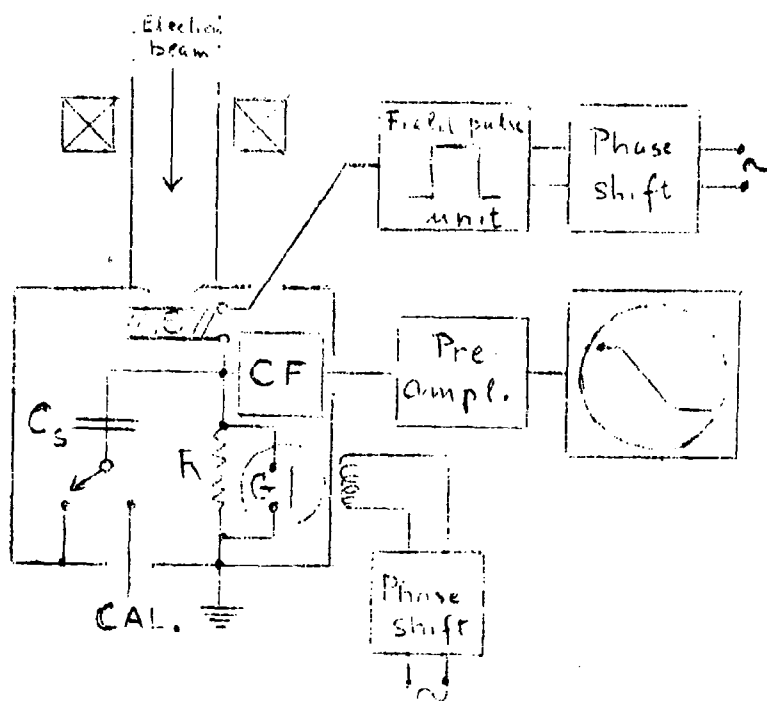 Electron
beam
Field pulse
unit
Phase
shift
Pre
ampl.
CF
Cs
R
G
CAL.
Phase
shift